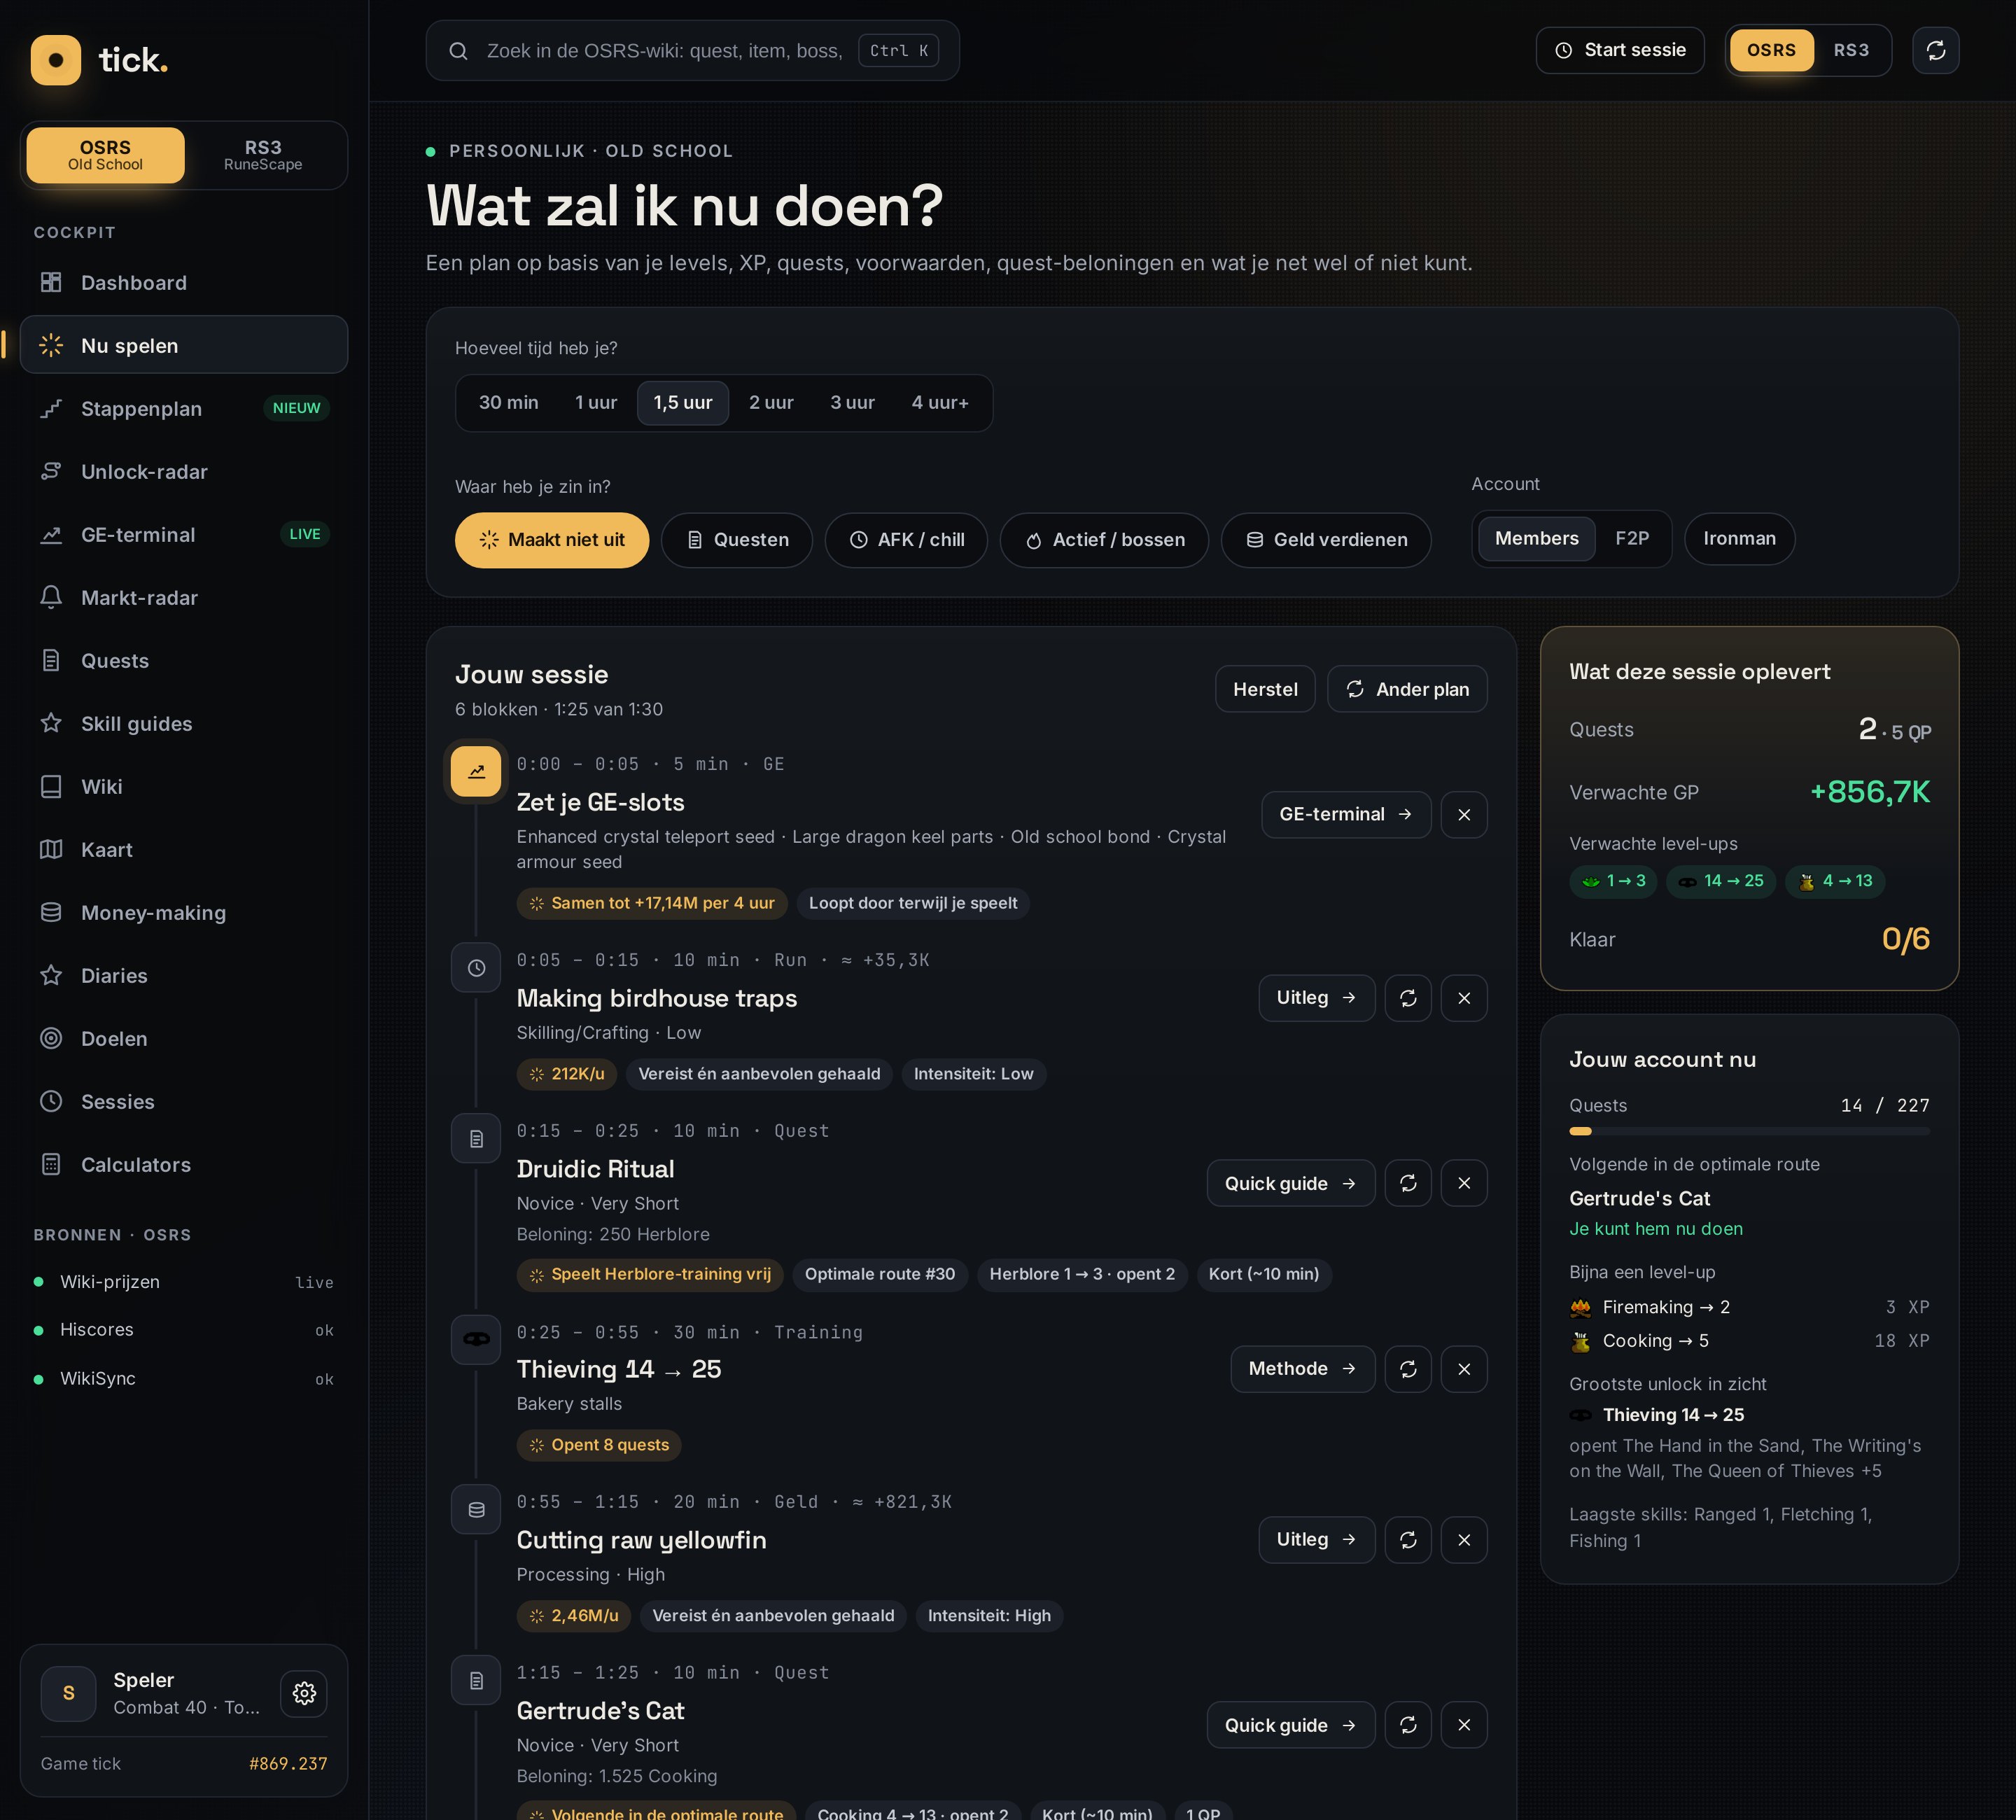 tick.
OSRS
Old School
RS3
RuneScape
COCKPIT
Dashboard
Nu spelen
Stappenplan NIEUW
Unlock-radar
GE-terminal LIVE
Markt-radar
Quests
Skill guides
Wiki
Kaart
Money-making
Diaries
Doelen
Sessies
Calculators
BRONNEN · OSRS
Wiki-prijzen live
Hiscores ok
WikiSync ok
S
Speler
Combat 40 · To...
Game tick #869.237
Zoek in de OSRS-wiki: quest, item, boss, Ctrl K
Start sessie
OSRS RS3
PERSOONLIJK · OLD SCHOOL
Wat zal ik nu doen?
Een plan op basis van je levels, XP, quests, voorwaarden, quest-beloningen en wat je net wel of niet kunt.
Hoeveel tijd heb je?
30 min 1 uur 1,5 uur 2 uur 3 uur 4 uur+
Waar heb je zin in?
Maakt niet uit Questen AFK / chill Actief / bossen Geld verdienen
Account
Members F2P Ironman
Jouw sessie
6 blokken · 1:25 van 1:30
Herstel Ander plan
0:00 – 0:05 · 5 min · GE
Zet je GE-slots
Enhanced crystal teleport seed · Large dragon keel parts · Old school bond · Crystal
armour seed
Samen tot +17,14M per 4 uur Loopt door terwijl je speelt
GE-terminal →
0:05 – 0:15 · 10 min · Run · ≈ +35,3K
Making birdhouse traps
Skilling/Crafting · Low
212K/u Vereist én aanbevolen gehaald Intensiteit: Low
Uitleg →
0:15 – 0:25 · 10 min · Quest
Druidic Ritual
Novice · Very Short
Beloning: 250 Herblore
Speelt Herblore-training vrij Optimale route #30 Herblore 1 → 3 · opent 2 Kort (~10 min)
Quick guide →
0:25 – 0:55 · 30 min · Training
Thieving 14 → 25
Bakery stalls
Opent 8 quests
Methode →
0:55 – 1:15 · 20 min · Geld · ≈ +821,3K
Cutting raw yellowfin
Processing · High
2,46M/u Vereist én aanbevolen gehaald Intensiteit: High
Uitleg →
1:15 – 1:25 · 10 min · Quest
Gertrude's Cat
Novice · Very Short
Beloning: 1.525 Cooking
Volgende in de optimale route Cooking 4 → 13 · opent 2 Kort (~10 min) 1 QP
Quick guide →
Wat deze sessie oplevert
Quests 2 · 5 QP
Verwachte GP +856,7K
Verwachte level-ups
1 → 3 14 → 25 4 → 13
Klaar 0/6
Jouw account nu
Quests 14 / 227
Volgende in de optimale route
Gertrude's Cat
Je kunt hem nu doen
Bijna een level-up
Firemaking → 2 3 XP
Cooking → 5 18 XP
Grootste unlock in zicht
Thieving 14 → 25
opent The Hand in the Sand, The Writing's
on the Wall, The Queen of Thieves +5
Laagste skills: Ranged 1, Fletching 1,
Fishing 1